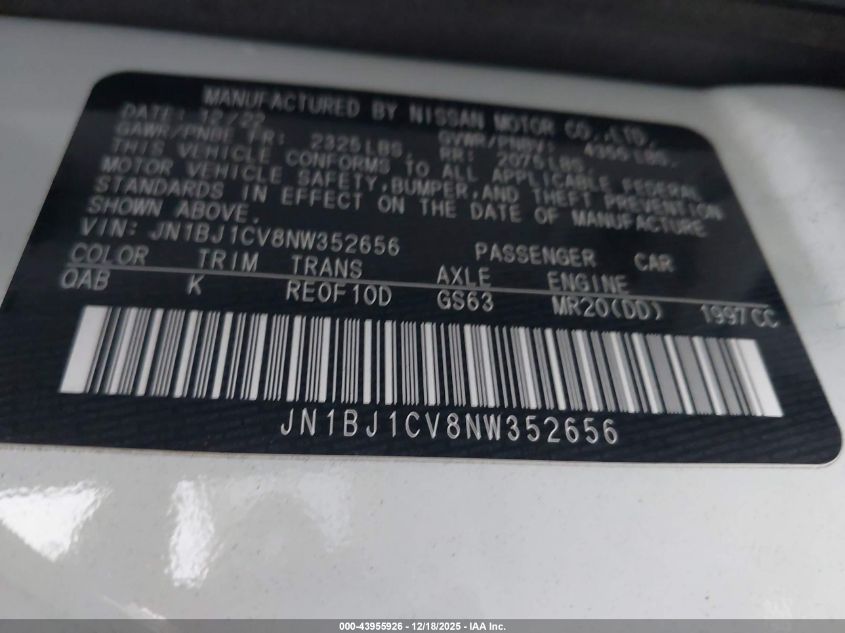 MANUFACTURED BY NISSAN MOTOR CO.,LTD.
DATE: 12/22 GVWR/PNBV: 4355LBS.
GAWR/PNBE FR: 2325LBS. RR: 2075LBS.
THIS VEHICLE CONFORMS TO ALL APPLICABLE FEDERAL
MOTOR VEHICLE SAFETY,BUMPER,AND THEFT PREVENTION
STANDARDS IN EFFECT ON THE DATE OF MANUFACTURE
SHOWN ABOVE.
VIN: JN1BJ1CV8NW352656 PASSENGER CAR
COLOR TRIM TRANS AXLE ENGINE
QAB K RE0F10D GS63 MR20(DD) 1997CC
JN1BJ1CV8NW352656
000-43955926 - 12/18/2025 - IAA Inc.